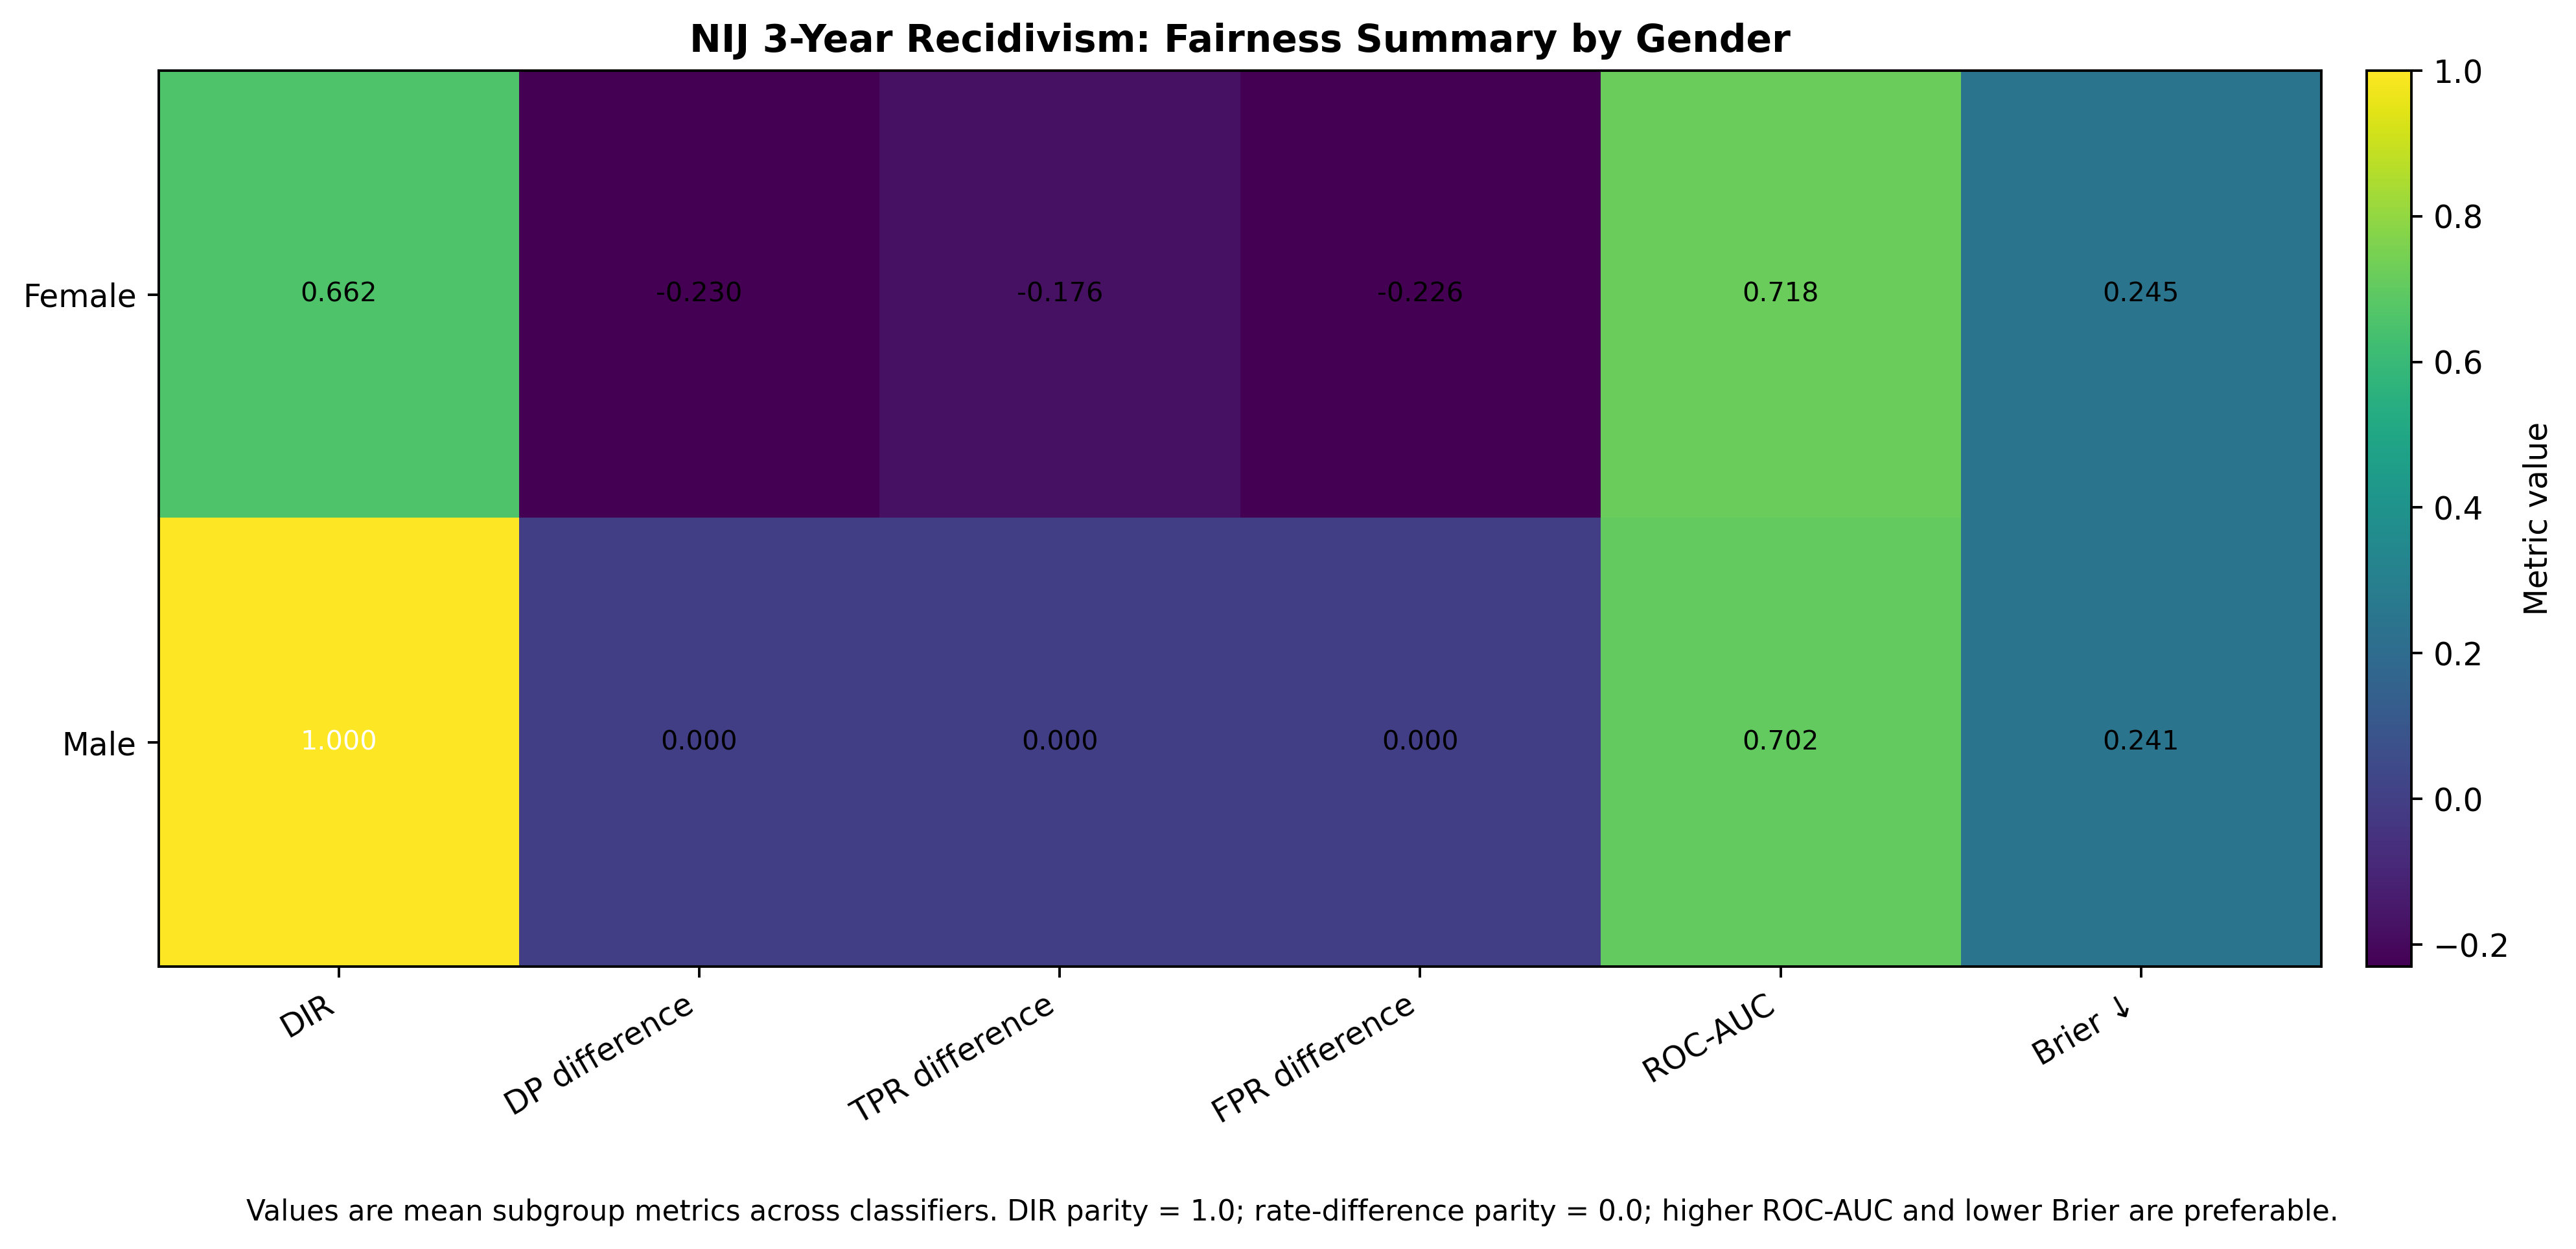 NIJ 3-Year Recidivism: Fairness Summary by Gender
Female
0.662
-0.230
-0.176
-0.226
0.718
0.245
Male
1.000
0.000
0.000
0.000
0.702
0.241
DIR
DP difference
TPR difference
FPR difference
ROC-AUC
Brier ↓
1.0
0.8
0.6
0.4
0.2
0.0
−0.2
Metric value
Values are mean subgroup metrics across classifiers. DIR parity = 1.0; rate-difference parity = 0.0; higher ROC-AUC and lower Brier are preferable.